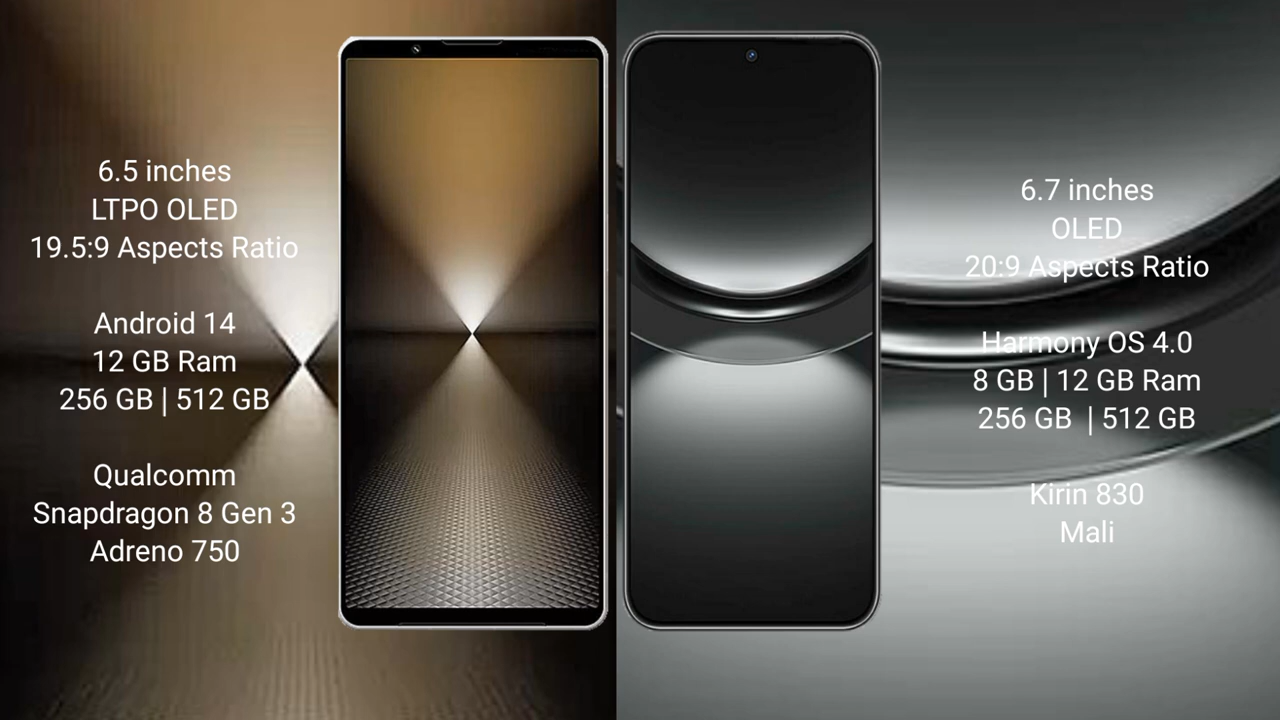 6.5 inches
LTPO OLED
19.5:9 Aspects Ratio
Android 14
12 GB Ram
256 GB | 512 GB
Qualcomm
Snapdragon 8 Gen 3
Adreno 750
6.7 inches
OLED
20:9 Aspects Ratio
Harmony OS 4.0
8 GB | 12 GB Ram
256 GB | 512 GB
Kirin 830
Mali